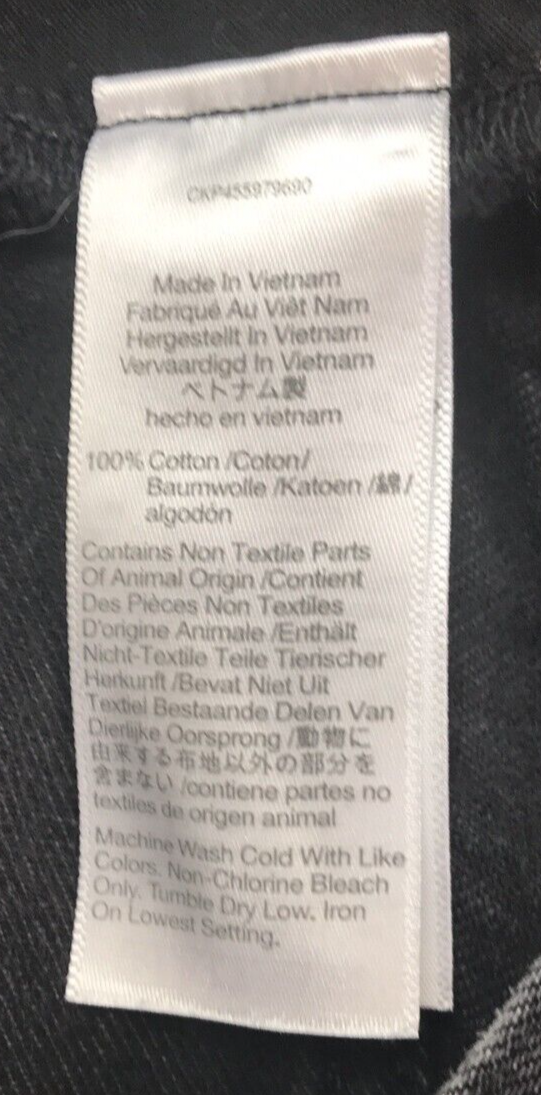 CKP455979690
Made In Vietnam
Fabriqué Au Viêt Nam
Hergestellt In Vietnam
Vervaardigd In Vietnam
ベトナム製
hecho en vietnam
100% Cotton /Coton/
Baumwolle /Katoen /綿/
algodón
Contains Non Textile Parts
Of Animal Origin /Contient
Des Pièces Non Textiles
D'origine Animale /Enthält
Nicht-Textile Teile Tierischer
Herkunft /Bevat Niet Uit
Textiel Bestaande Delen Van
Dierlijke Oorsprong /動物に
由来する布地以外の部分を
含まない /contiene partes no
textiles de origen animal
Machine Wash Cold With Like
Colors. Non-Chlorine Bleach
Only. Tumble Dry Low. Iron
On Lowest Setting.